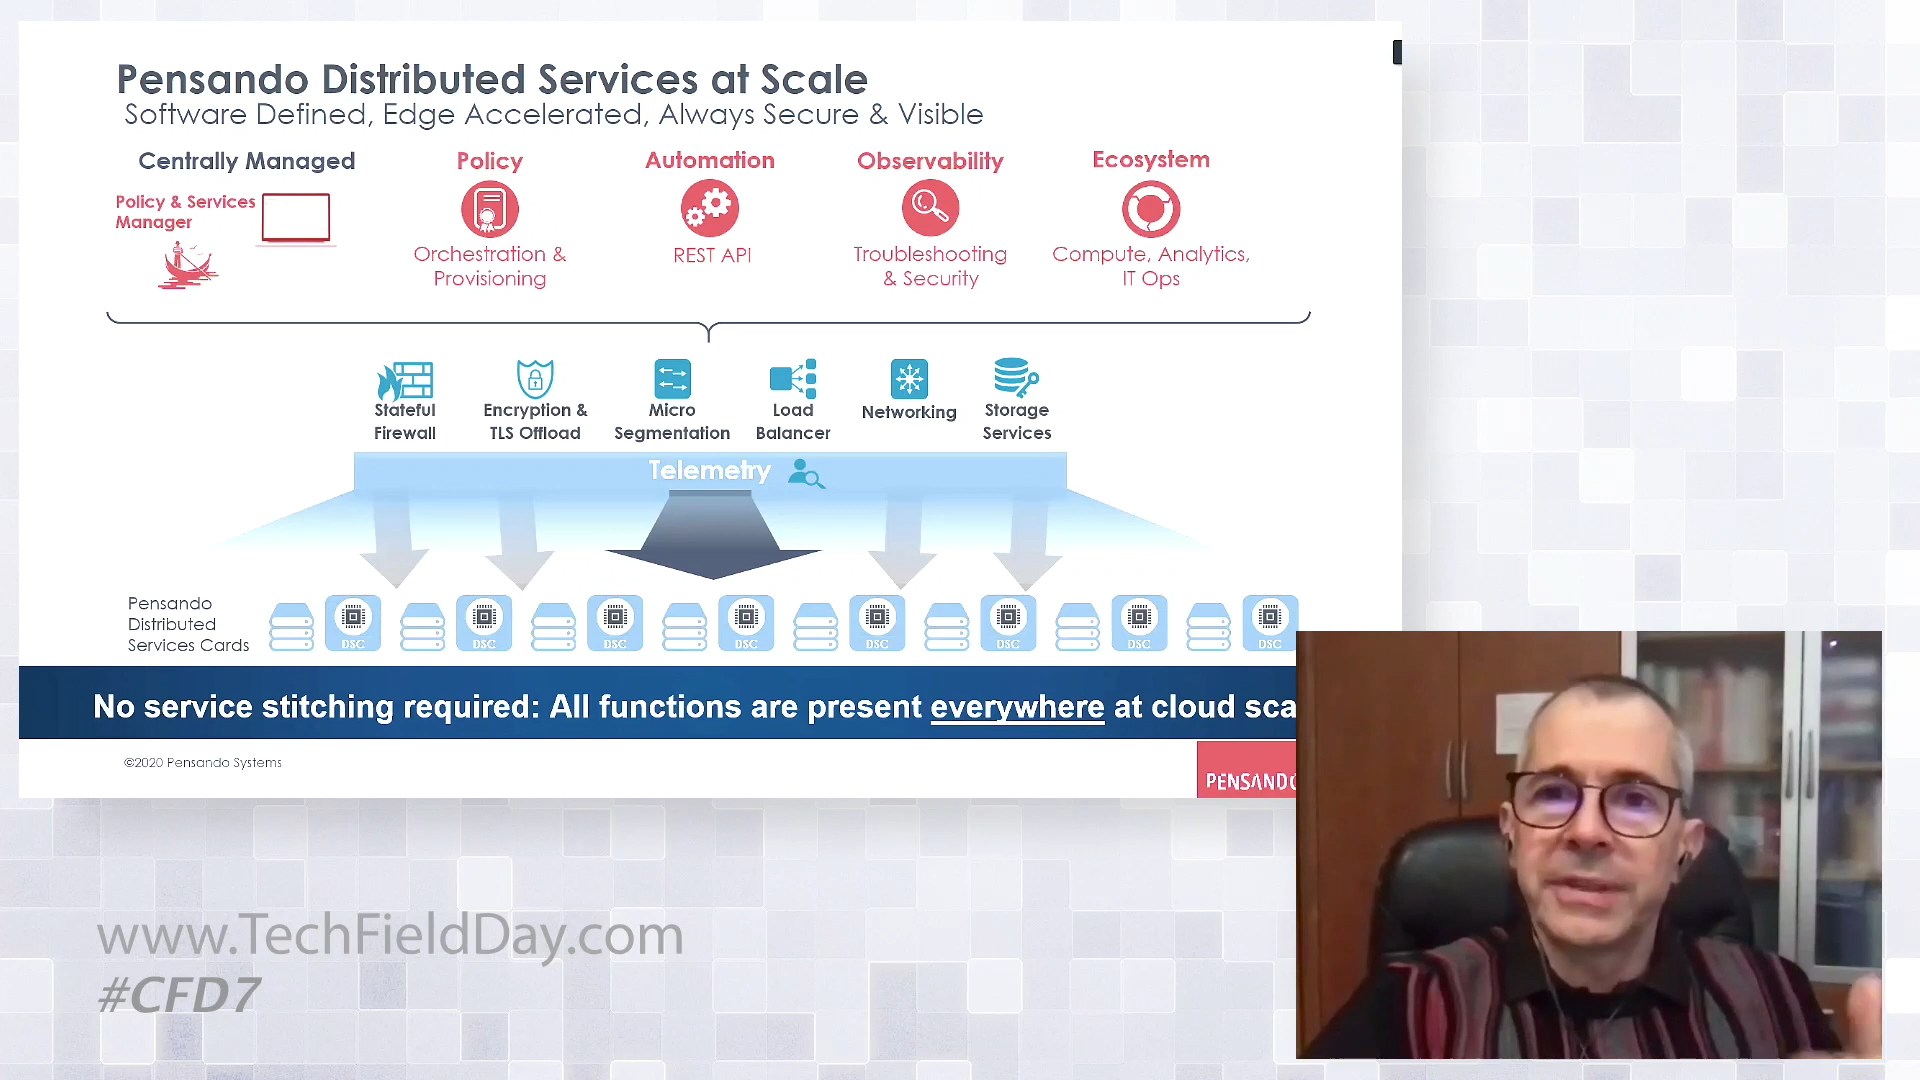 Pensando Distributed Services at Scale
Software Defined, Edge Accelerated, Always Secure & Visible
Centrally Managed
Policy & Services
Manager
Policy
Orchestration &
Provisioning
Automation
REST API
Observability
Troubleshooting
& Security
Ecosystem
Compute, Analytics,
IT Ops
Stateful
Firewall
Encryption &
TLS Offload
Micro
Segmentation
Load
Balancer
Networking
Storage
Services
Telemetry
Pensando
Distributed
Services Cards
DSC
DSC
DSC
DSC
DSC
DSC
DSC
DSC
No service stitching required: All functions are present everywhere at cloud sca
©2020 Pensando Systems
PENSANDO
www.TechFieldDay.com
#CFD7